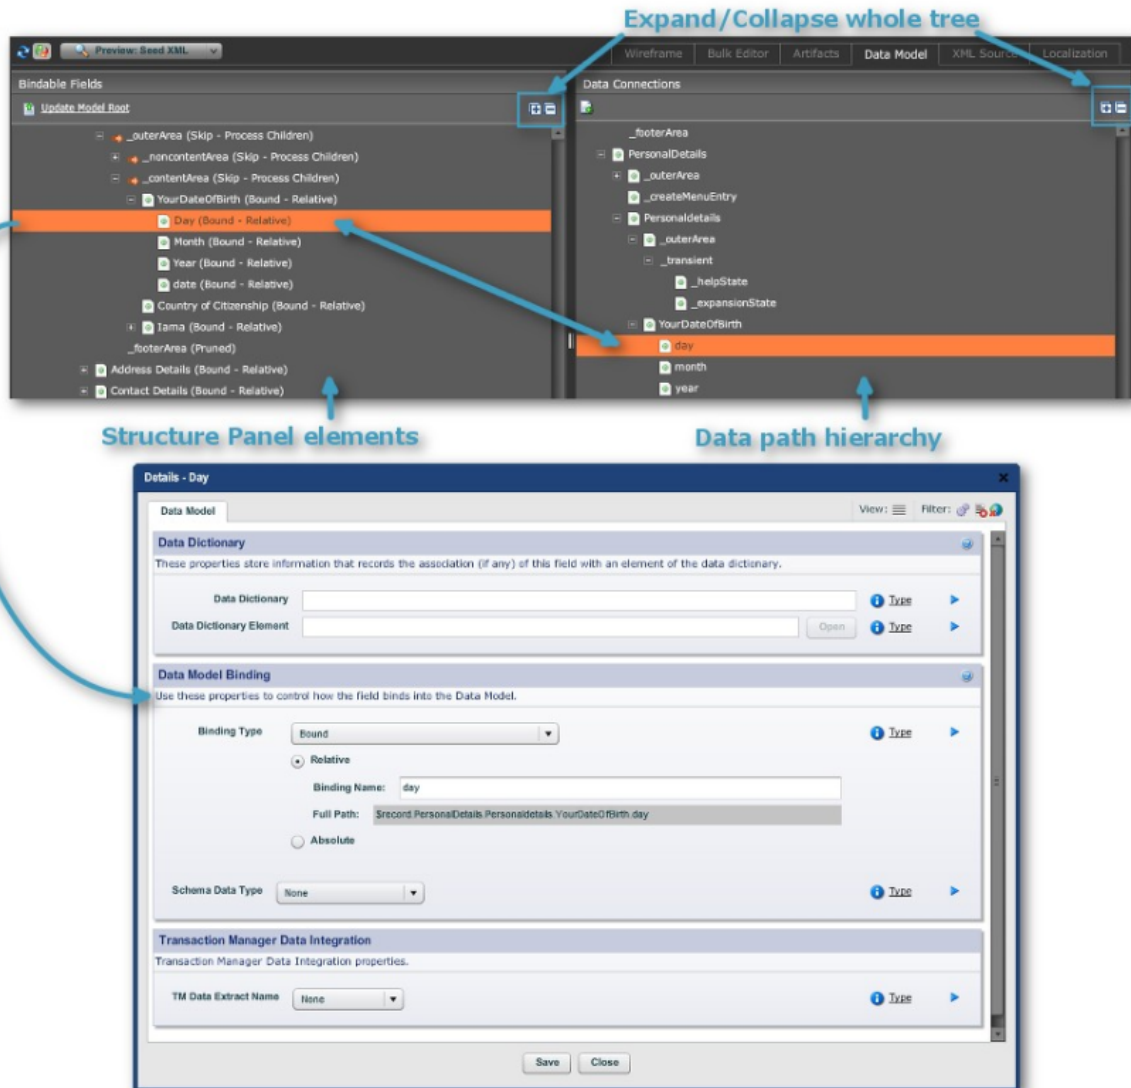 Expand/Collapse whole tree
Preview: Seed XML
Wireframe Bulk Editor Artifacts Data Model XML Source Localization
Bindable Fields
Update Model Root
_outerArea (Skip - Process Children)
_noncontentArea (Skip - Process Children)
_contentArea (Skip - Process Children)
YourDateOfBirth (Bound - Relative)
Day (Bound - Relative)
Month (Bound - Relative)
Year (Bound - Relative)
date (Bound - Relative)
Country of Citizenship (Bound - Relative)
Iama (Bound - Relative)
_footerArea (Pruned)
Address Details (Bound - Relative)
Contact Details (Bound - Relative)
Data Connections
_footerArea
PersonalDetails
_outerArea
_createMenuEntry
Personaldetails
_outerArea
_transient
_helpState
_expansionState
YourDateOfBirth
day
month
year
Structure Panel elements
Data path hierarchy
Details - Day
Data Model
View: Filter:
Data Dictionary
These properties store information that records the association (if any) of this field with an element of the data dictionary.
Data Dictionary Type
Data Dictionary Element Open Type
Data Model Binding
Use these properties to control how the field binds into the Data Model.
Binding Type Bound Type
Relative
Binding Name: day
Full Path: $record.PersonalDetails.Personaldetails.YourDateOfBirth.day
Absolute
Schema Data Type None Type
Transaction Manager Data Integration
Transaction Manager Data Integration properties.
TM Data Extract Name None Type
Save Close